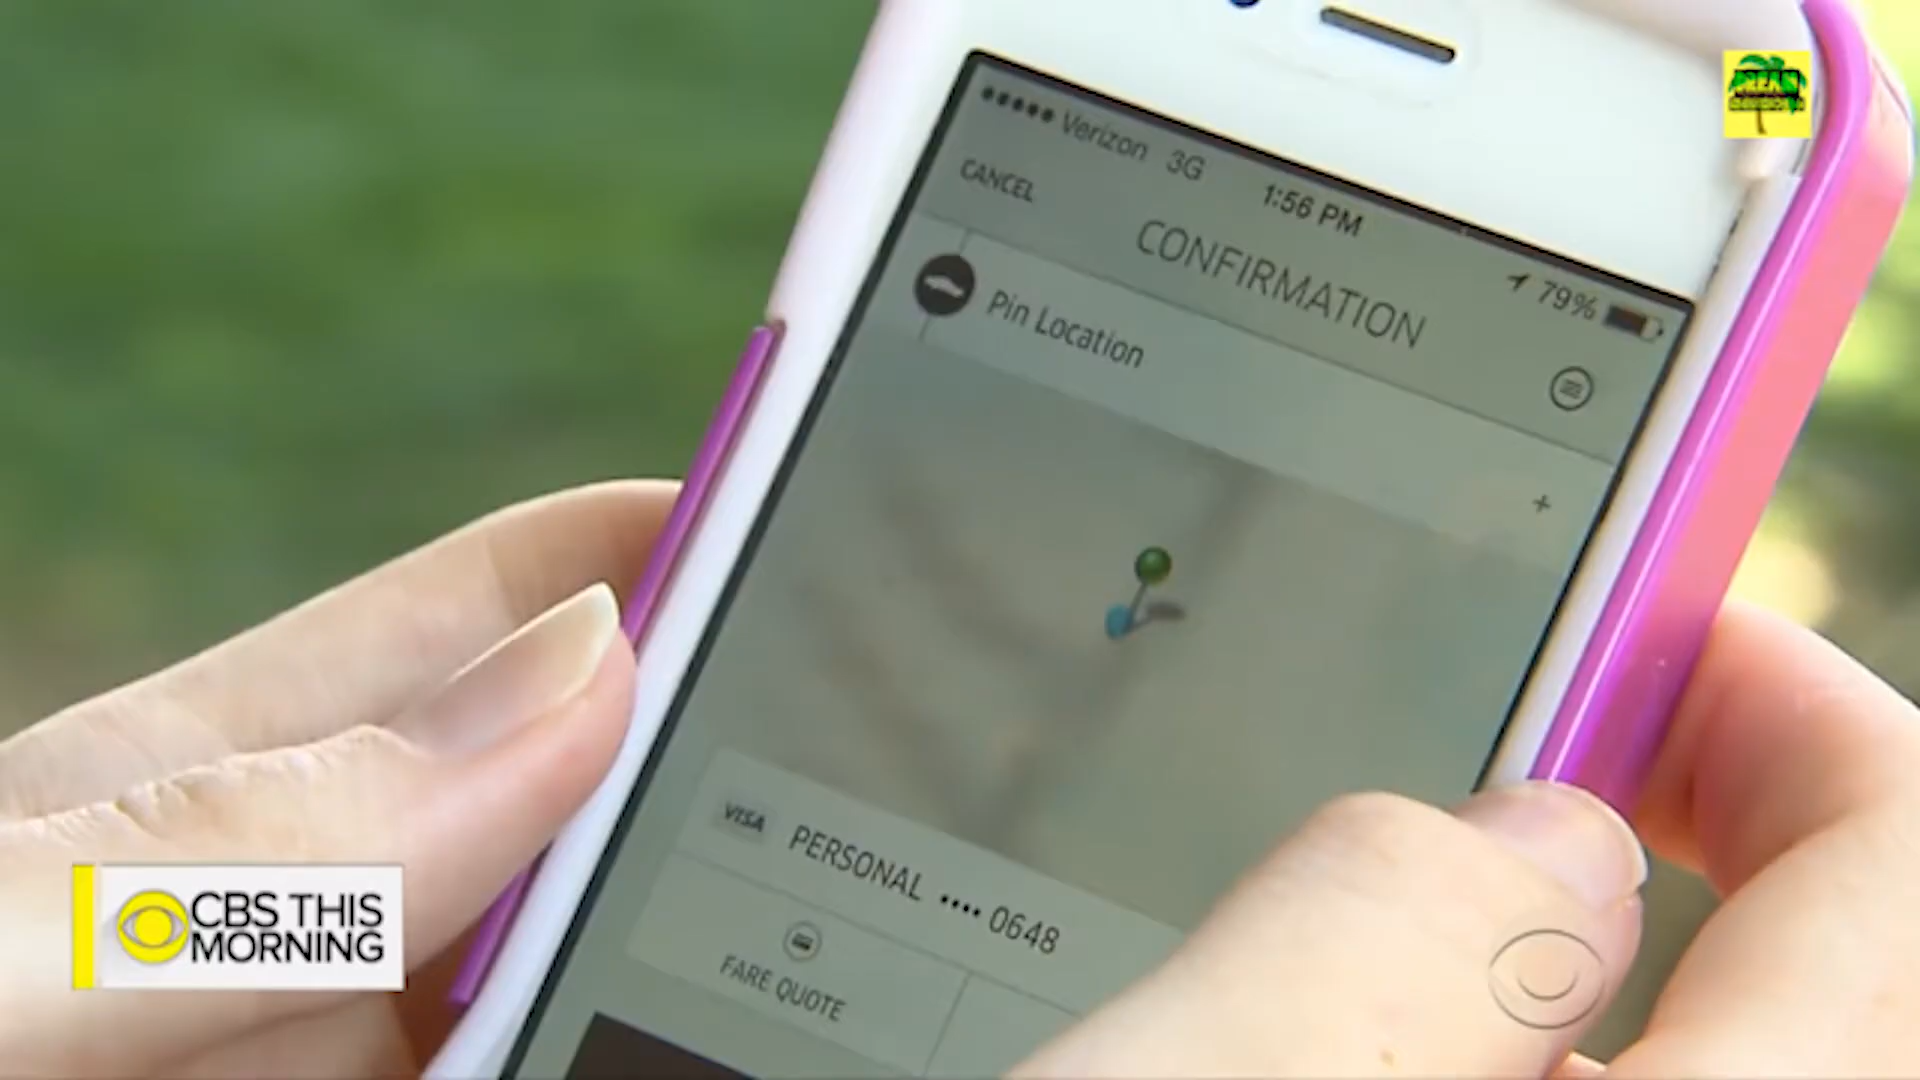 Verizon 3G 1:56 PM 79%
CANCEL
CONFIRMATION
Pin Location
+
VISA PERSONAL •••• 0648
FARE QUOTE
CBS THIS
MORNING